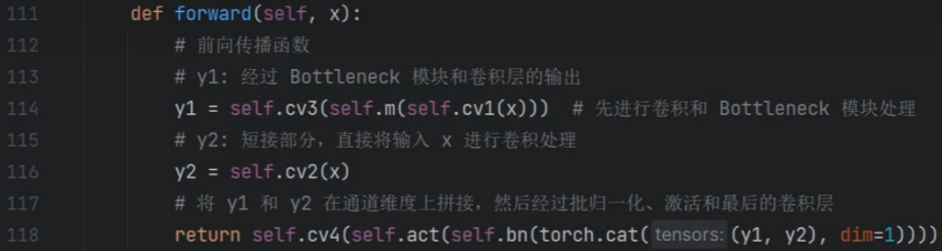 111 def forward(self, x):
112 # 前向传播函数
113 # y1: 经过 Bottleneck 模块和卷积层的输出
114 y1 = self.cv3(self.m(self.cv1(x))) # 先进行卷积和 Bottleneck 模块处理
115 # y2: 短接部分，直接将输入 x 进行卷积处理
116 y2 = self.cv2(x)
117 # 将 y1 和 y2 在通道维度上拼接，然后经过批归一化、激活和最后的卷积层
118 return self.cv4(self.act(self.bn(torch.cat( tensors: (y1, y2), dim=1))))